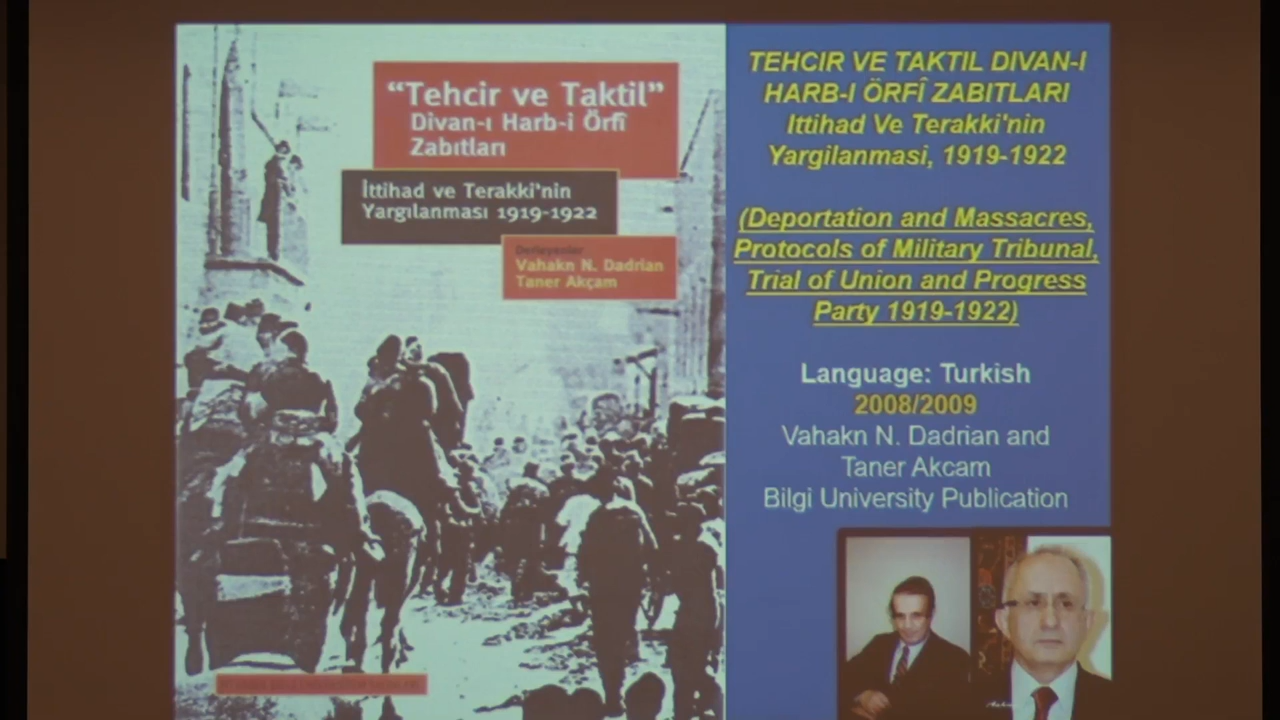 “Tehcir ve Taktil”
Divan-ı Harb-i Örfî
Zabıtları
İttihad ve Terakki'nin
Yargılanması 1919-1922
Derleyenler
Vahakn N. Dadrian
Taner Akçam
TEHCIR VE TAKTIL DIVAN-I
HARB-I ÖRFÎ ZABITLARI
Ittihad Ve Terakki'nin
Yargilanmasi, 1919-1922
(Deportation and Massacres,
Protocols of Military Tribunal,
Trial of Union and Progress
Party 1919-1922)
Language: Turkish
2008/2009
Vahakn N. Dadrian and
Taner Akcam
Bilgi University Publication